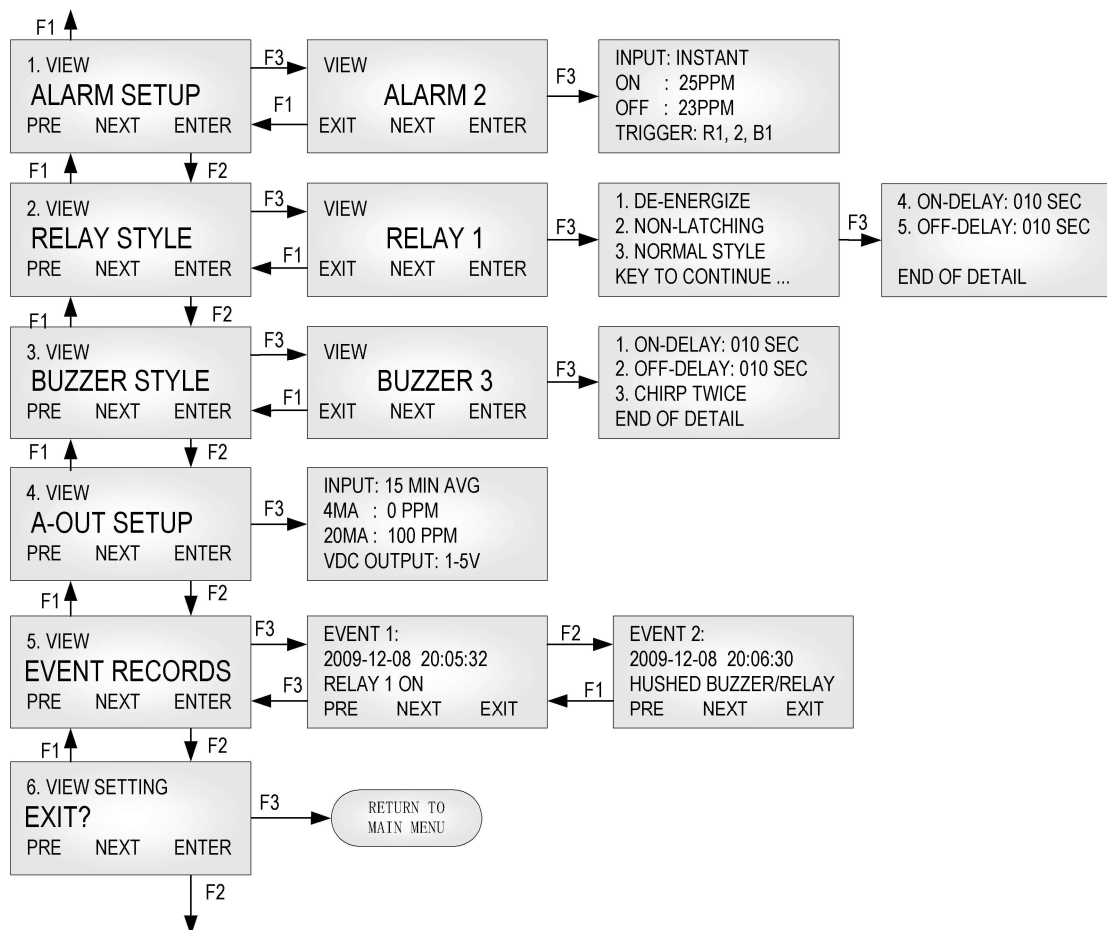 F1
1. VIEW
ALARM SETUP
PRE NEXT ENTER
F3
F1
VIEW
ALARM 2
EXIT NEXT ENTER
F3
INPUT: INSTANT
ON : 25PPM
OFF : 23PPM
TRIGGER: R1, 2, B1
F1
F2
2. VIEW
RELAY STYLE
PRE NEXT ENTER
F3
F1
VIEW
RELAY 1
EXIT NEXT ENTER
F3
1. DE-ENERGIZE
2. NON-LATCHING
3. NORMAL STYLE
KEY TO CONTINUE ...
F3
4. ON-DELAY: 010 SEC
5. OFF-DELAY: 010 SEC
END OF DETAIL
F1
F2
3. VIEW
BUZZER STYLE
PRE NEXT ENTER
F3
F1
VIEW
BUZZER 3
EXIT NEXT ENTER
F3
1. ON-DELAY: 010 SEC
2. OFF-DELAY: 010 SEC
3. CHIRP TWICE
END OF DETAIL
F1
F2
4. VIEW
A-OUT SETUP
PRE NEXT ENTER
F3
INPUT: 15 MIN AVG
4MA : 0 PPM
20MA : 100 PPM
VDC OUTPUT: 1-5V
F1
F2
5. VIEW
EVENT RECORDS
PRE NEXT ENTER
F3
F3
EVENT 1:
2009-12-08 20:05:32
RELAY 1 ON
PRE NEXT EXIT
F2
F1
EVENT 2:
2009-12-08 20:06:30
HUSHED BUZZER/RELAY
PRE NEXT EXIT
F1
F2
6. VIEW SETTING
EXIT?
PRE NEXT ENTER
F3
RETURN TO
MAIN MENU
F2